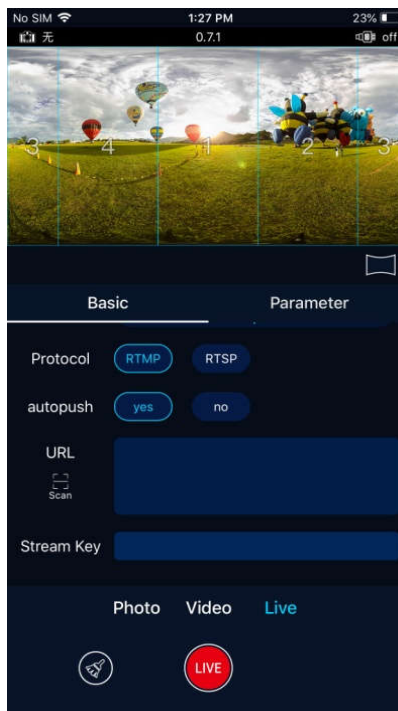 No SIM 1:27 PM 23%
无 0.7.1 off
3 4 1 2 3
Basic Parameter
Protocol RTMP RTSP
autopush yes no
URL
Scan
Stream Key
Photo Video Live
LIVE